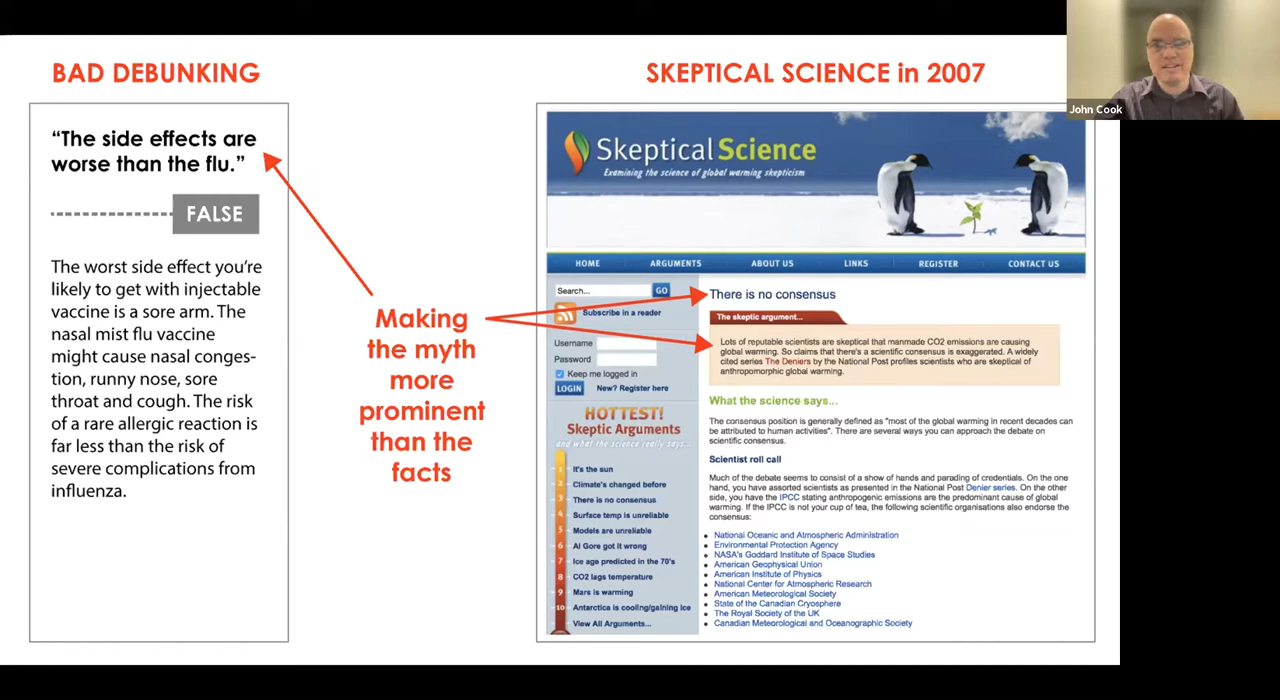 BAD DEBUNKING
“The side effects are
worse than the flu.”
FALSE
The worst side effect you’re
likely to get with injectable
vaccine is a sore arm. The
nasal mist flu vaccine
might cause nasal conges-
tion, runny nose, sore
throat and cough. The risk
of a rare allergic reaction is
far less than the risk of
severe complications from
influenza.
Making
the myth
more
prominent
than the
facts
SKEPTICAL SCIENCE in 2007
Skeptical Science
Examining the science of global warming skepticism
HOME
ARGUMENTS
ABOUT US
LINKS
REGISTER
CONTACT US
Search...
GO
Subscribe in a reader
Username
Password
Keep me logged in
LOGIN
New? Register here
HOTTEST!
Skeptic Arguments
and what the science really says...
1 It's the sun
2 Climate's changed before
3 There is no consensus
4 Surface temp is unreliable
5 Models are unreliable
6 Al Gore got it wrong
7 Ice age predicted in the 70's
8 CO2 lags temperature
9 Mars is warming
10 Antarctica is cooling/gaining ice
View All Arguments...
There is no consensus
The skeptic argument...
Lots of reputable scientists are skeptical that manmade CO2 emissions are causing
global warming. So claims that there's a scientific consensus is exaggerated. A widely
cited series The Deniers by the National Post profiles scientists who are skeptical of
anthropomorphic global warming.
What the science says...
The consensus position is generally defined as "most of the global warming in recent decades can
be attributed to human activities". There are several ways you can approach the debate on
scientific consensus.
Scientist roll call
Much of the debate seems to consist of a show of hands and parading of credentials. On the one
hand, you have assorted scientists as presented in the National Post Denier series. On the other
side, you have the IPCC stating anthropogenic emissions are the predominant cause of global
warming. If the IPCC is not your cup of tea, the following scientific organisations also endorse the
consensus:
National Oceanic and Atmospheric Administration
Environmental Protection Agency
NASA's Goddard Institute of Space Studies
American Geophysical Union
American Institute of Physics
National Center for Atmospheric Research
American Meteorological Society
State of the Canadian Cryosphere
The Royal Society of the UK
Canadian Meteorological and Oceanographic Society
John Cook